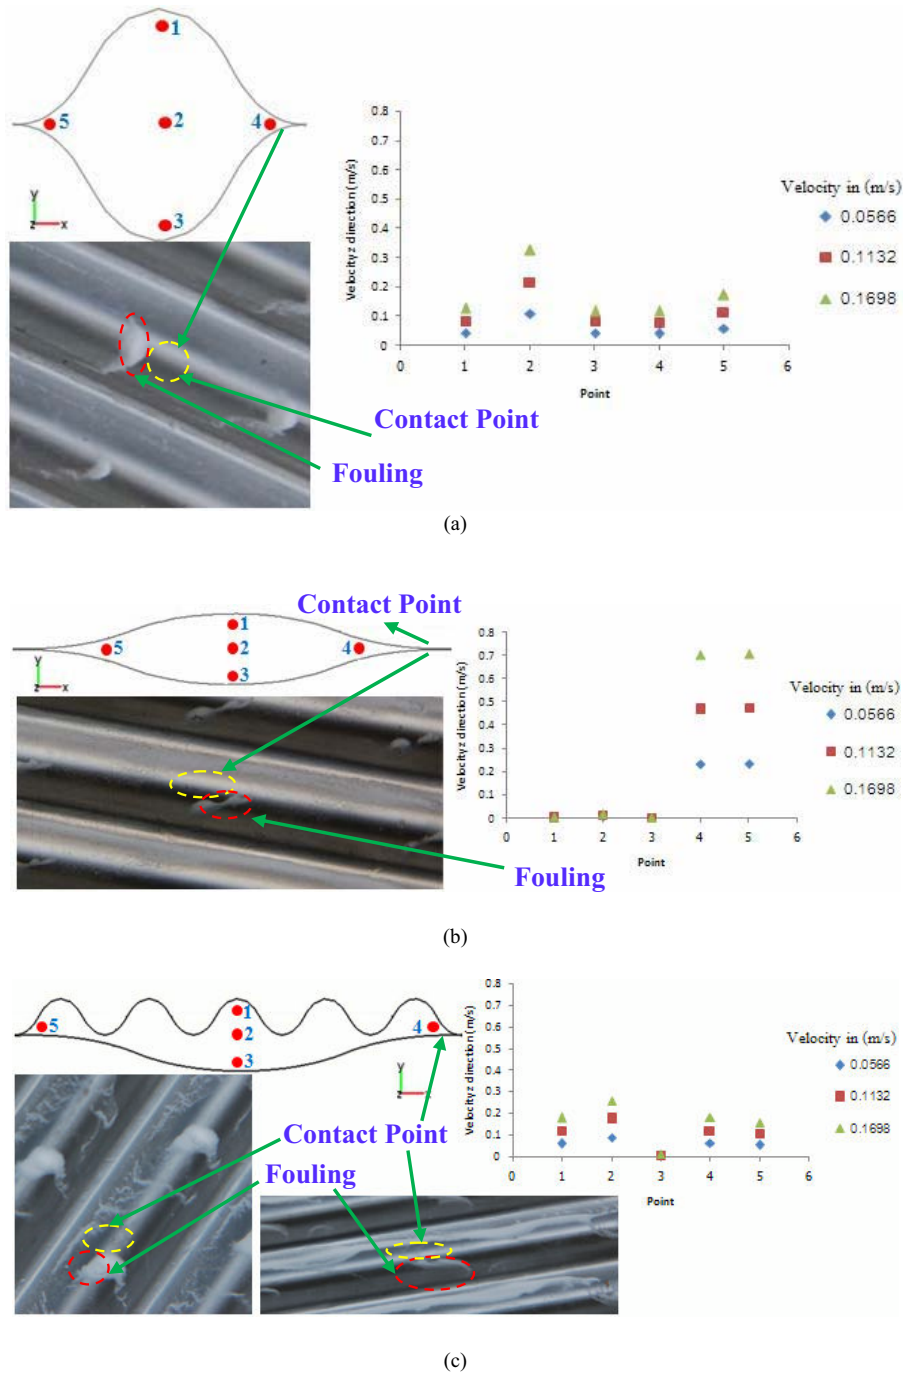 1
5
2
4
3
y
z
x
0.8
0.7
0.6
0.5
0.4
0.3
0.2
0.1
0
0 1 2 3 4 5 6
Velocity z direction (m/s)
Point
Velocity in (m/s)
0.0566
0.1132
0.1698
Contact Point
Fouling
(a)
Contact Point
1
5
2
4
3
y
z
x
0.8
0.7
0.6
0.5
0.4
0.3
0.2
0.1
0
0 1 2 3 4 5 6
Velocity z direction (m/s)
Point
Velocity in (m/s)
0.0566
0.1132
0.1698
Fouling
(b)
1
5
2
4
3
y
z
0.8
0.7
0.6
0.5
0.4
0.3
0.2
0.1
0
0 1 2 3 4 5 6
Velocity z direction (m/s)
Point
Velocity in (m/s)
0.0566
0.1132
0.1698
Contact Point
Fouling
(c)